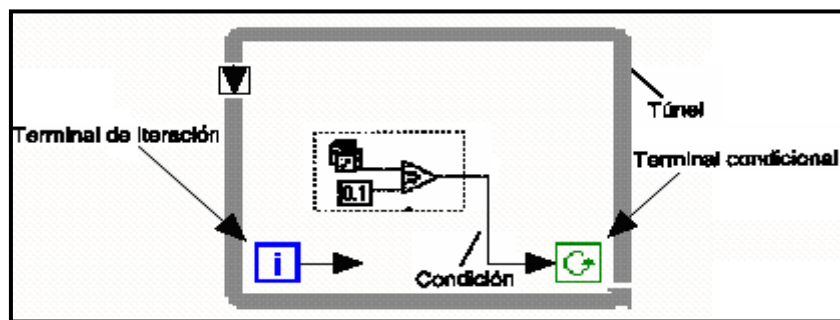 Túnel
Terminal de iteración
Terminal condicional
0.1
i
Condición